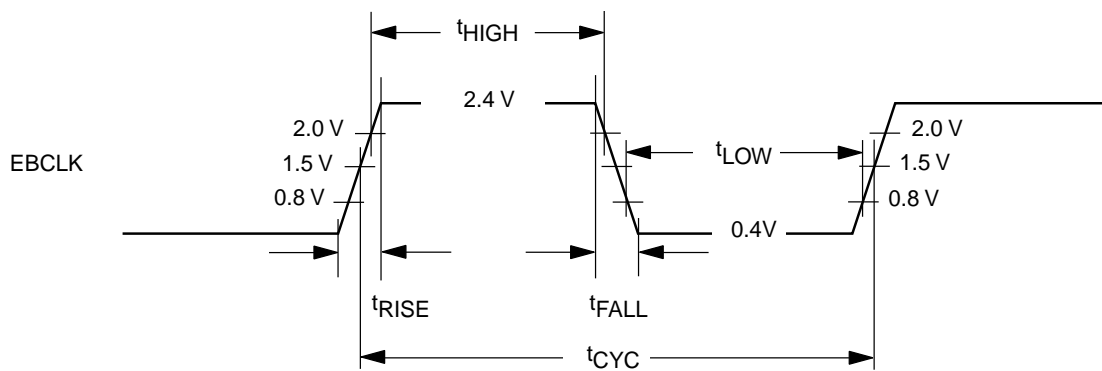 tHIGH
2.4 V
2.0 V
2.0 V
tLOW
EBCLK
1.5 V
1.5 V
0.8 V
0.8 V
0.4V
tRISE
tFALL
tCYC